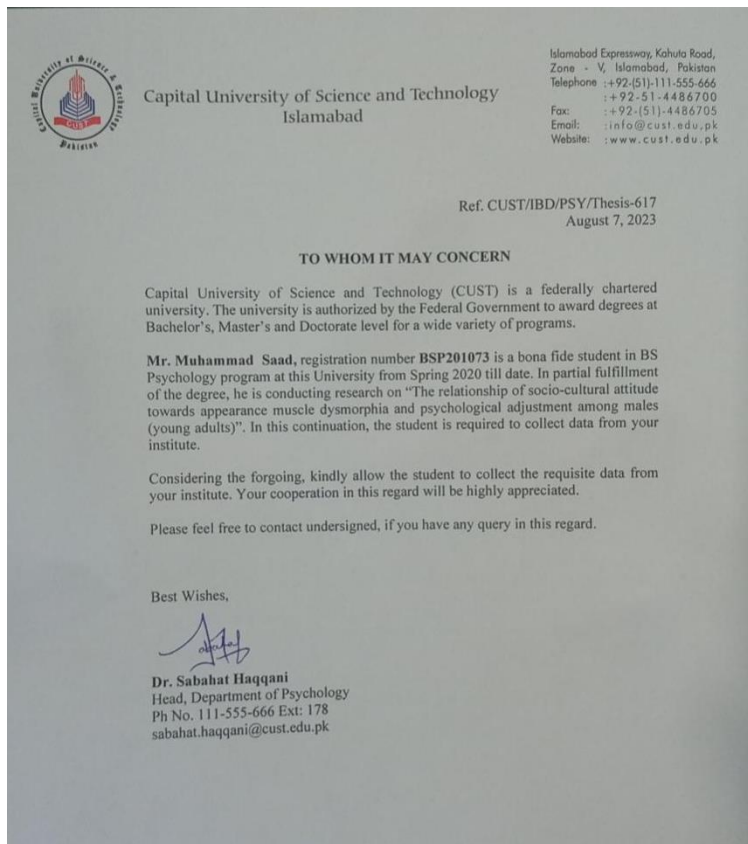 Capital University of Science & Technology
CUST
Pakistan
Capital University of Science and Technology
Islamabad
Islamabad Expressway, Kahuta Road,
Zone - V, Islamabad, Pakistan
Telephone :+92-(51)-111-555-666
:+92-51-4486700
Fax: :+92-(51)-4486705
Email: :info@cust.edu.pk
Website: :www.cust.edu.pk
Ref. CUST/IBD/PSY/Thesis-617
August 7, 2023
TO WHOM IT MAY CONCERN
Capital University of Science and Technology (CUST) is a federally chartered
university. The university is authorized by the Federal Government to award degrees at
Bachelor's, Master's and Doctorate level for a wide variety of programs.
Mr. Muhammad Saad, registration number BSP201073 is a bona fide student in BS
Psychology program at this University from Spring 2020 till date. In partial fulfillment
of the degree, he is conducting research on “The relationship of socio-cultural attitude
towards appearance muscle dysmorphia and psychological adjustment among males
(young adults)”. In this continuation, the student is required to collect data from your
institute.
Considering the forgoing, kindly allow the student to collect the requisite data from
your institute. Your cooperation in this regard will be highly appreciated.
Please feel free to contact undersigned, if you have any query in this regard.
Best Wishes,
Dr. Sabahat Haqqani
Head, Department of Psychology
Ph No. 111-555-666 Ext: 178
sabahat.haqqani@cust.edu.pk